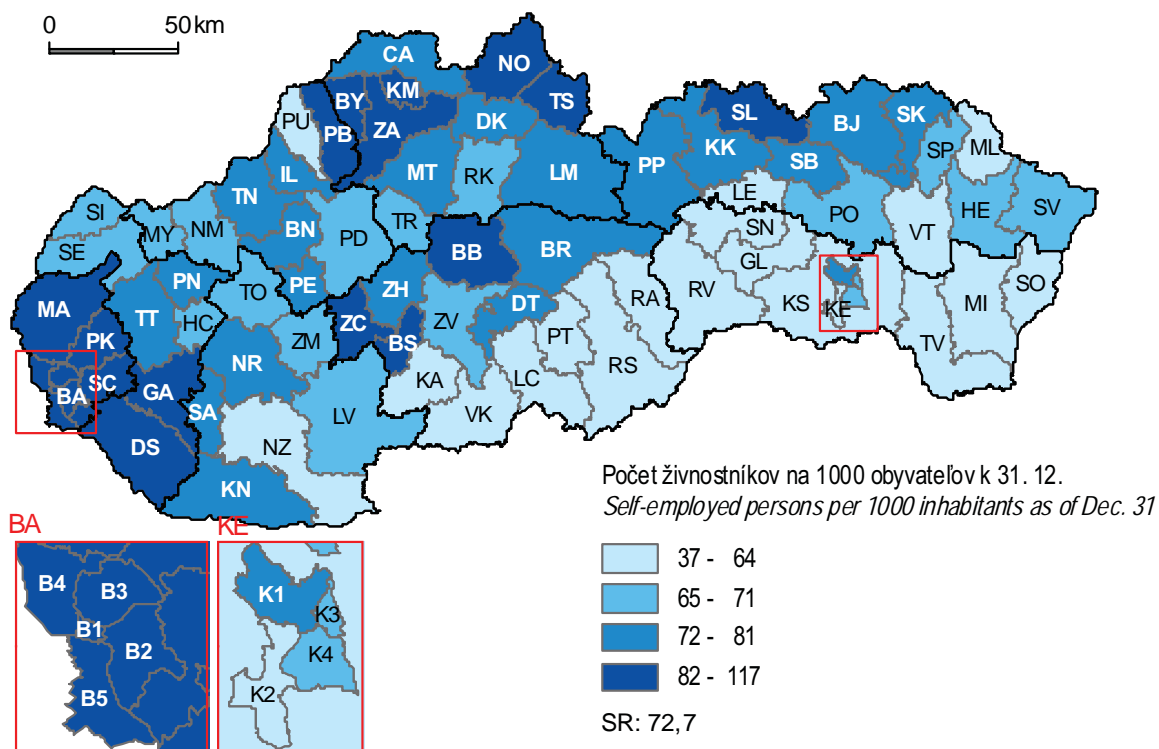 0 50 km
CA NO
BY KM TS
PU PB ZA DK SL BJ SK
IL MT RK LM PP KK SB SP ML
TN LE
SI MY NM BN PD TR BB BR PO HE SV
SE SN VT
MA PN TO PE ZH DT GL
TT HC ZC ZV RA RV KS KE MI SO
PK ZM BS PT TV
SC NR KA LC RS
BA GA SA LV VK
DS NZ
KN
Počet živnostníkov na 1000 obyvateľov k 31. 12.
Self-employed persons per 1000 inhabitants as of Dec. 31
BA KE
B4 B3 K1
B1 K3
B2 K4
B5 K2
37 - 64
65 - 71
72 - 81
82 - 117
SR: 72,7